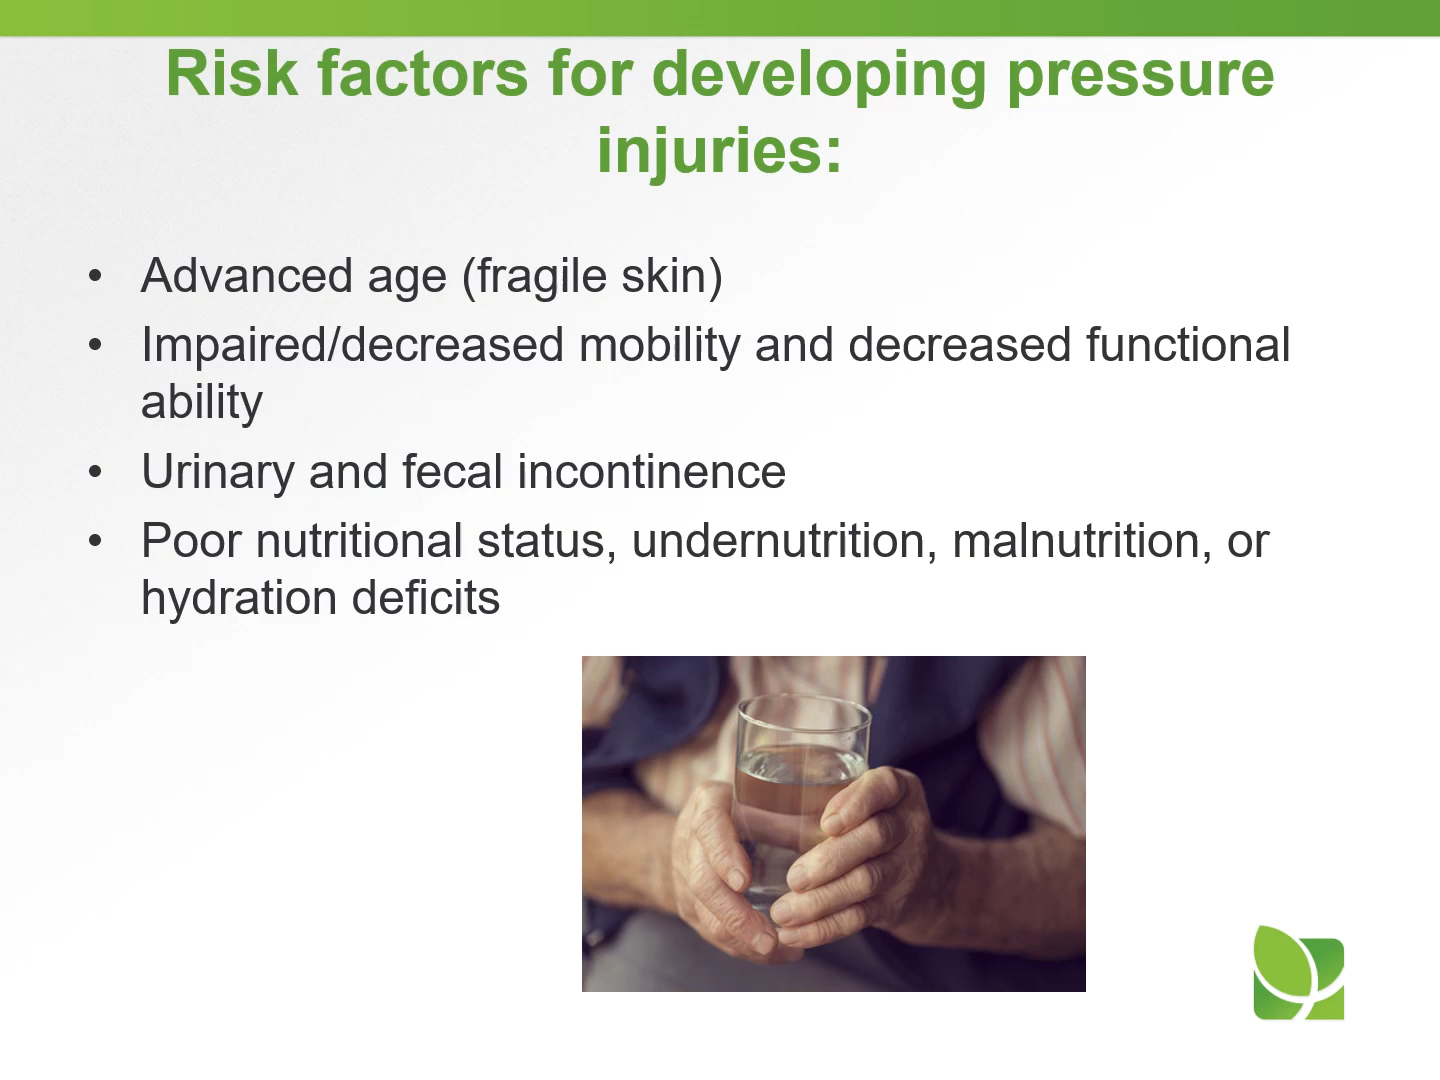 Risk factors for developing pressure
injuries:
• Advanced age (fragile skin)
• Impaired/decreased mobility and decreased functional
ability
• Urinary and fecal incontinence
• Poor nutritional status, undernutrition, malnutrition, or
hydration deficits